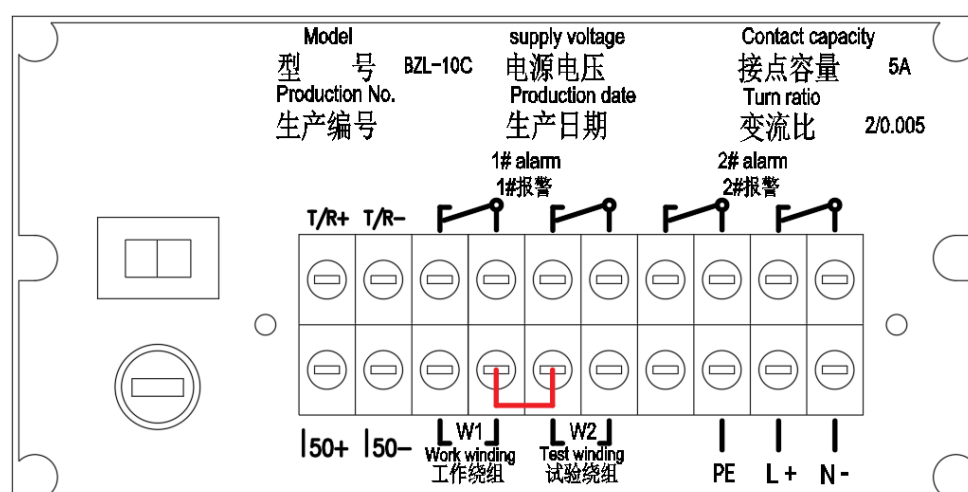 Model supply voltage Contact capacity
型 号 BZL-10C 电源电压 接点容量 5A
Production No. Production date Turn ratio
生产编号 生产日期 变流比 2/0.005
1# alarm 2# alarm
1#报警 2#报警
T/R+ T/R-
I50+ I50- W1 W2
Work winding Test winding
工作绕组 试验绕组
PE L+ N-